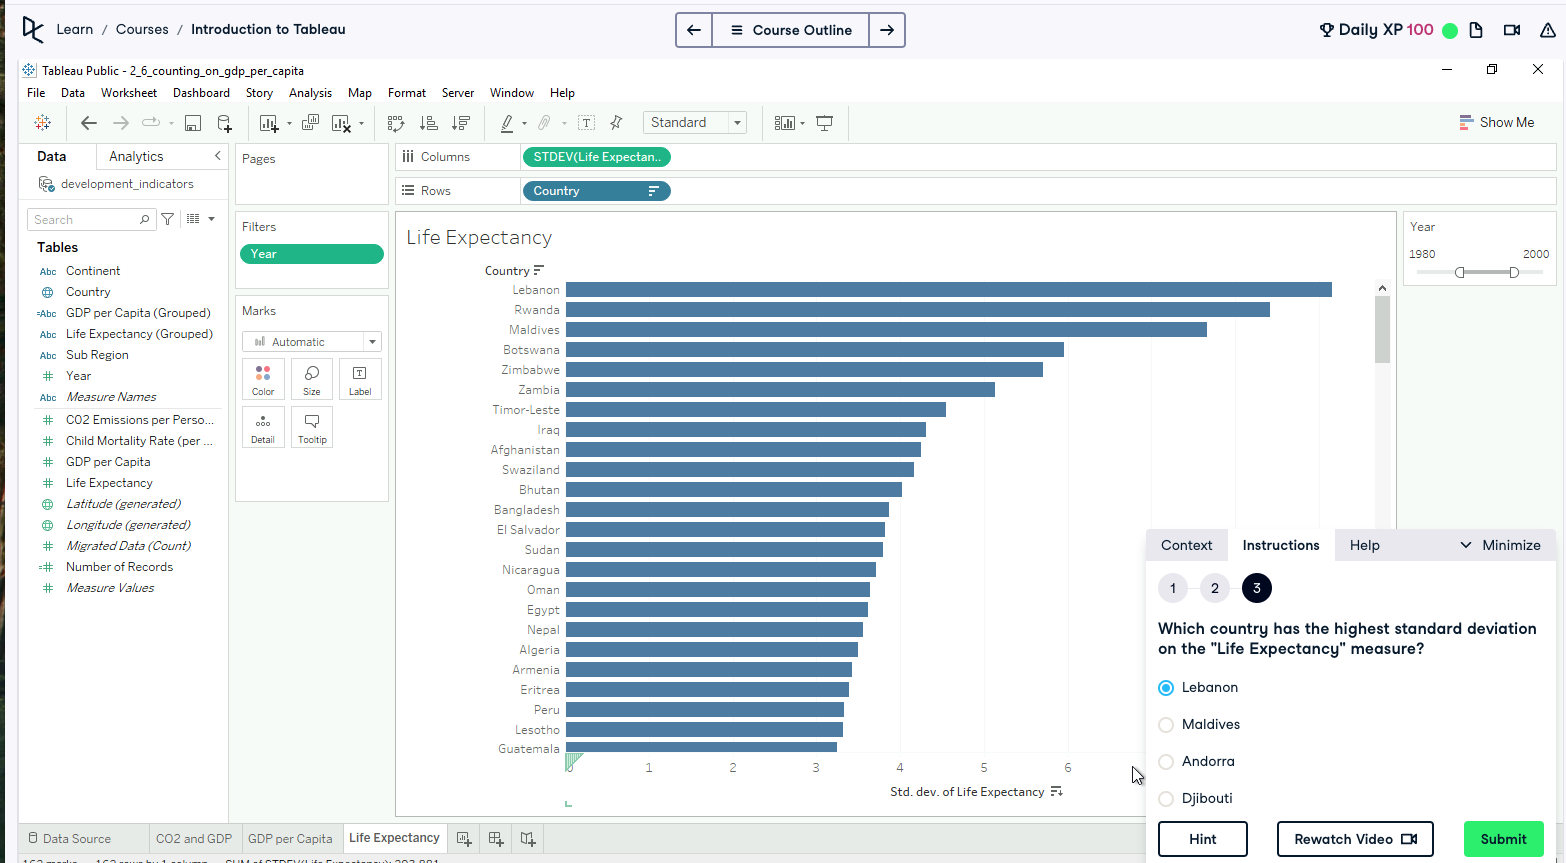 Learn / Courses / Introduction to Tableau
Course Outline
Daily XP 100
Tableau Public - 2_6_counting_on_gdp_per_capita
File Data Worksheet Dashboard Story Analysis Map Format Server Window Help
Standard
Show Me
Data Analytics
development_indicators
Search
Tables
Abc Continent
Country
=Abc GDP per Capita (Grouped)
Abc Life Expectancy (Grouped)
Abc Sub Region
# Year
Abc Measure Names
# CO2 Emissions per Perso...
# Child Mortality Rate (per ...
# GDP per Capita
# Life Expectancy
Latitude (generated)
Longitude (generated)
# Migrated Data (Count)
=# Number of Records
# Measure Values
Pages
Filters
Year
Marks
Automatic
Color Size Label
Detail Tooltip
Columns STDEV(Life Expectan..
Rows Country
Life Expectancy
Country
Lebanon
Rwanda
Maldives
Botswana
Zimbabwe
Zambia
Timor-Leste
Iraq
Afghanistan
Swaziland
Bhutan
Bangladesh
El Salvador
Sudan
Nicaragua
Oman
Egypt
Nepal
Algeria
Armenia
Eritrea
Peru
Lesotho
Guatemala
0 1 2 3 4 5 6
Std. dev. of Life Expectancy
Year
1980 2000
Context Instructions Help Minimize
1 2 3
Which country has the highest standard deviation
on the "Life Expectancy" measure?
Lebanon
Maldives
Andorra
Djibouti
Hint Rewatch Video Submit
Data Source CO2 and GDP GDP per Capita Life Expectancy